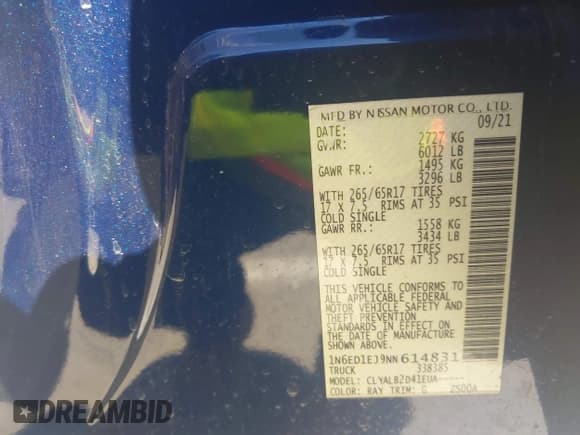 MFD BY NISSAN MOTOR CO., LTD.
DATE: 09/21
GVWR: 2727 KG
6012 LB
GAWR FR.: 1495 KG
3296 LB
WITH 265/65R17 TIRES
17 X 7.5 RIMS AT 35 PSI
COLD SINGLE
GAWR RR.: 1558 KG
3434 LB
WITH 265/65R17 TIRES
17 X 7.5 RIMS AT 35 PSI
COLD SINGLE
THIS VEHICLE CONFORMS TO
ALL APPLICABLE FEDERAL
MOTOR VEHICLE SAFETY AND
THEFT PREVENTION
STANDARDS IN EFFECT ON
DATE OF MANUFACTURE.
1N6ED1EJ9NN614831
TRUCK 338385
MODEL: CLYALB2D41EUA-----
COLOR: RAY TRIM: G 2500A
DREAMBID